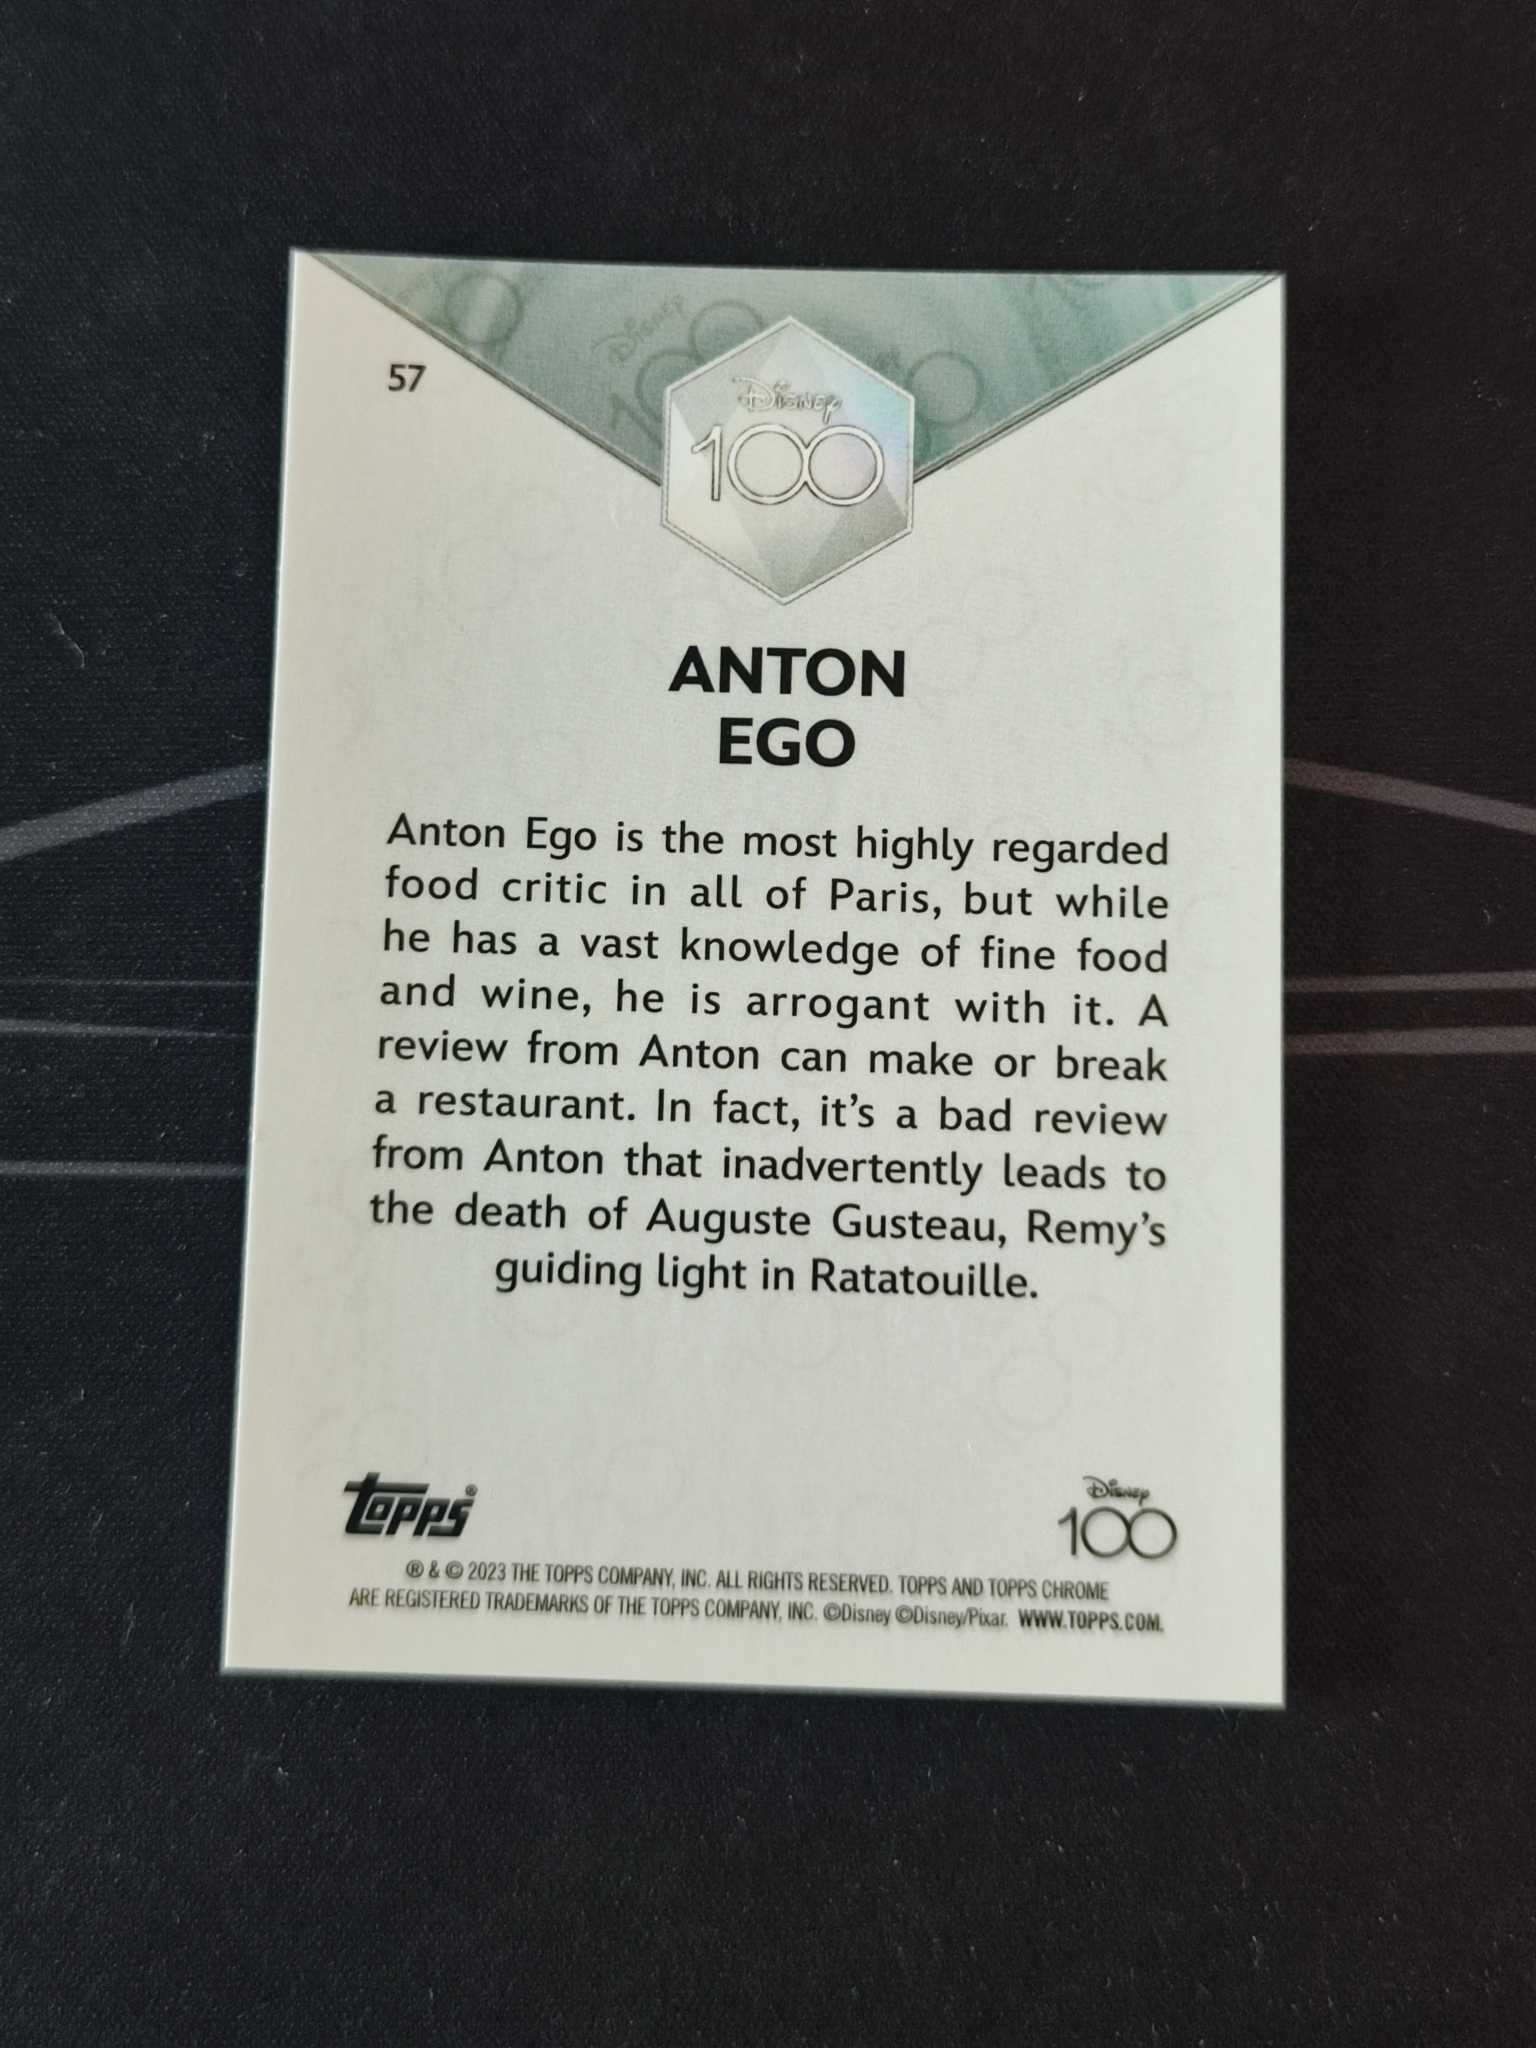 57
Disney
100
ANTON
EGO
Anton Ego is the most highly regarded
food critic in all of Paris, but while
he has a vast knowledge of fine food
and wine, he is arrogant with it. A
review from Anton can make or break
a restaurant. In fact, it's a bad review
from Anton that inadvertently leads to
the death of Auguste Gusteau, Remy's
guiding light in Ratatouille.
topps®
Disney
100
® & © 2023 THE TOPPS COMPANY, INC. ALL RIGHTS RESERVED. TOPPS AND TOPPS CHROME
ARE REGISTERED TRADEMARKS OF THE TOPPS COMPANY, INC. ©Disney ©Disney/Pixar. WWW.TOPPS.COM.